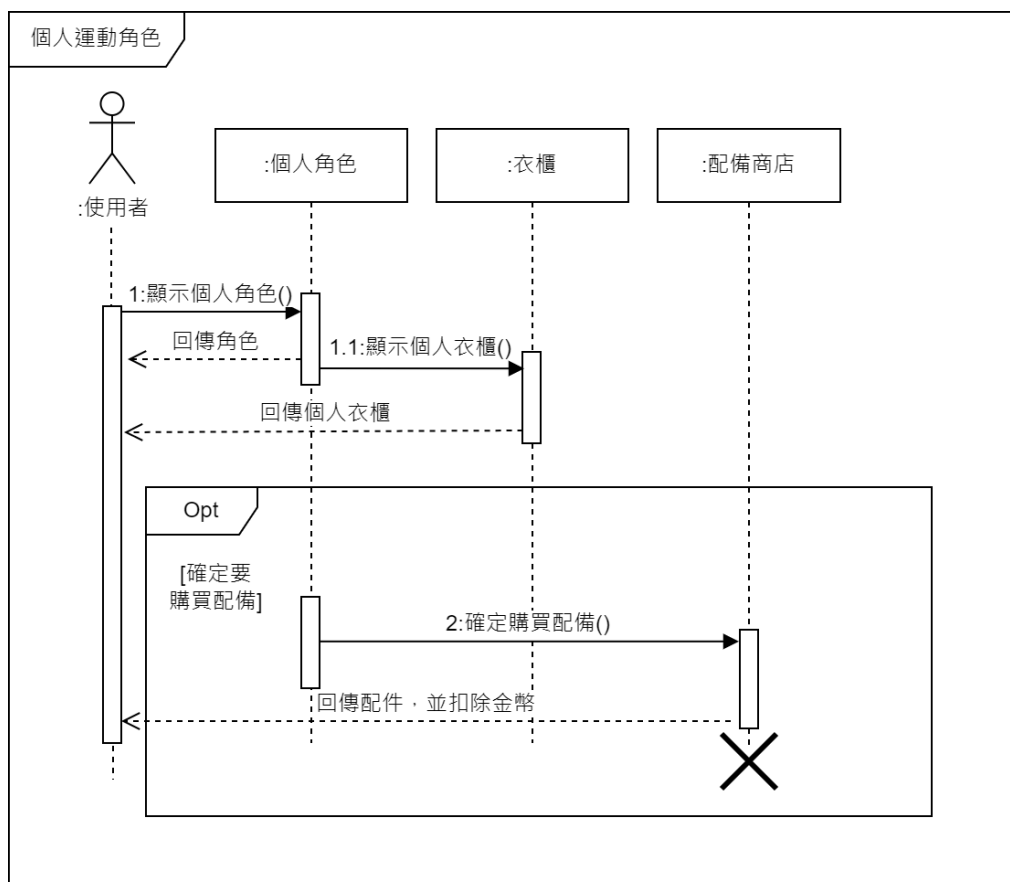 個人運動角色
:個人角色
:衣櫃
:配備商店
:使用者
1:顯示個人角色()
回傳角色
1.1:顯示個人衣櫃()
回傳個人衣櫃
Opt
[確定要
購買配備]
2:確定購買配備()
回傳配件，並扣除金幣